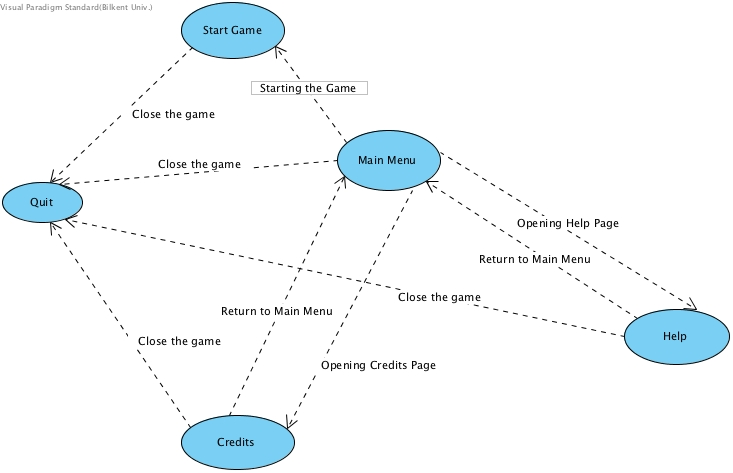 Visual Paradigm Standard(Bilkent Univ.)
Start Game
Starting the Game
Close the game
Main Menu
Close the game
Quit
Opening Help Page
Return to Main Menu
Close the game
Return to Main Menu
Help
Close the game
Opening Credits Page
Credits